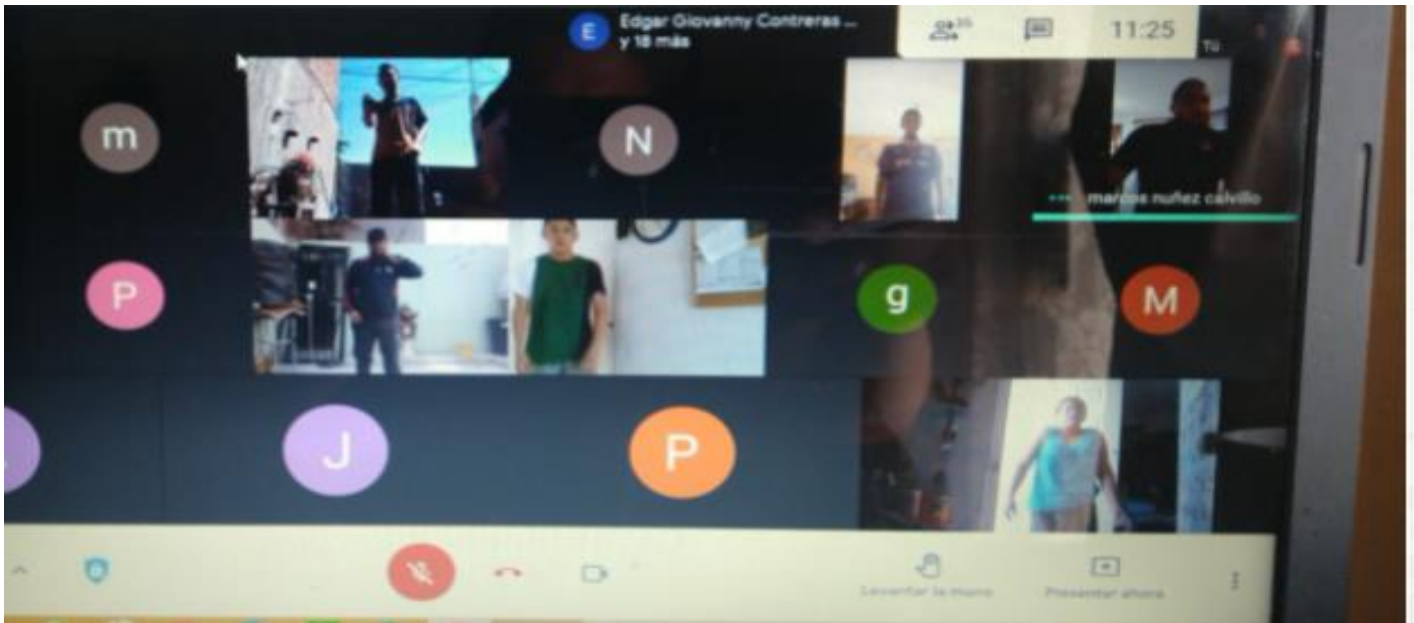 E
Edgar Giovanny Contreras ...
y 18 más
11:25
Tú
m
N
marcos nuñez calvillo
P
g
M
J
P
Levantar la mano
Presentar ahora